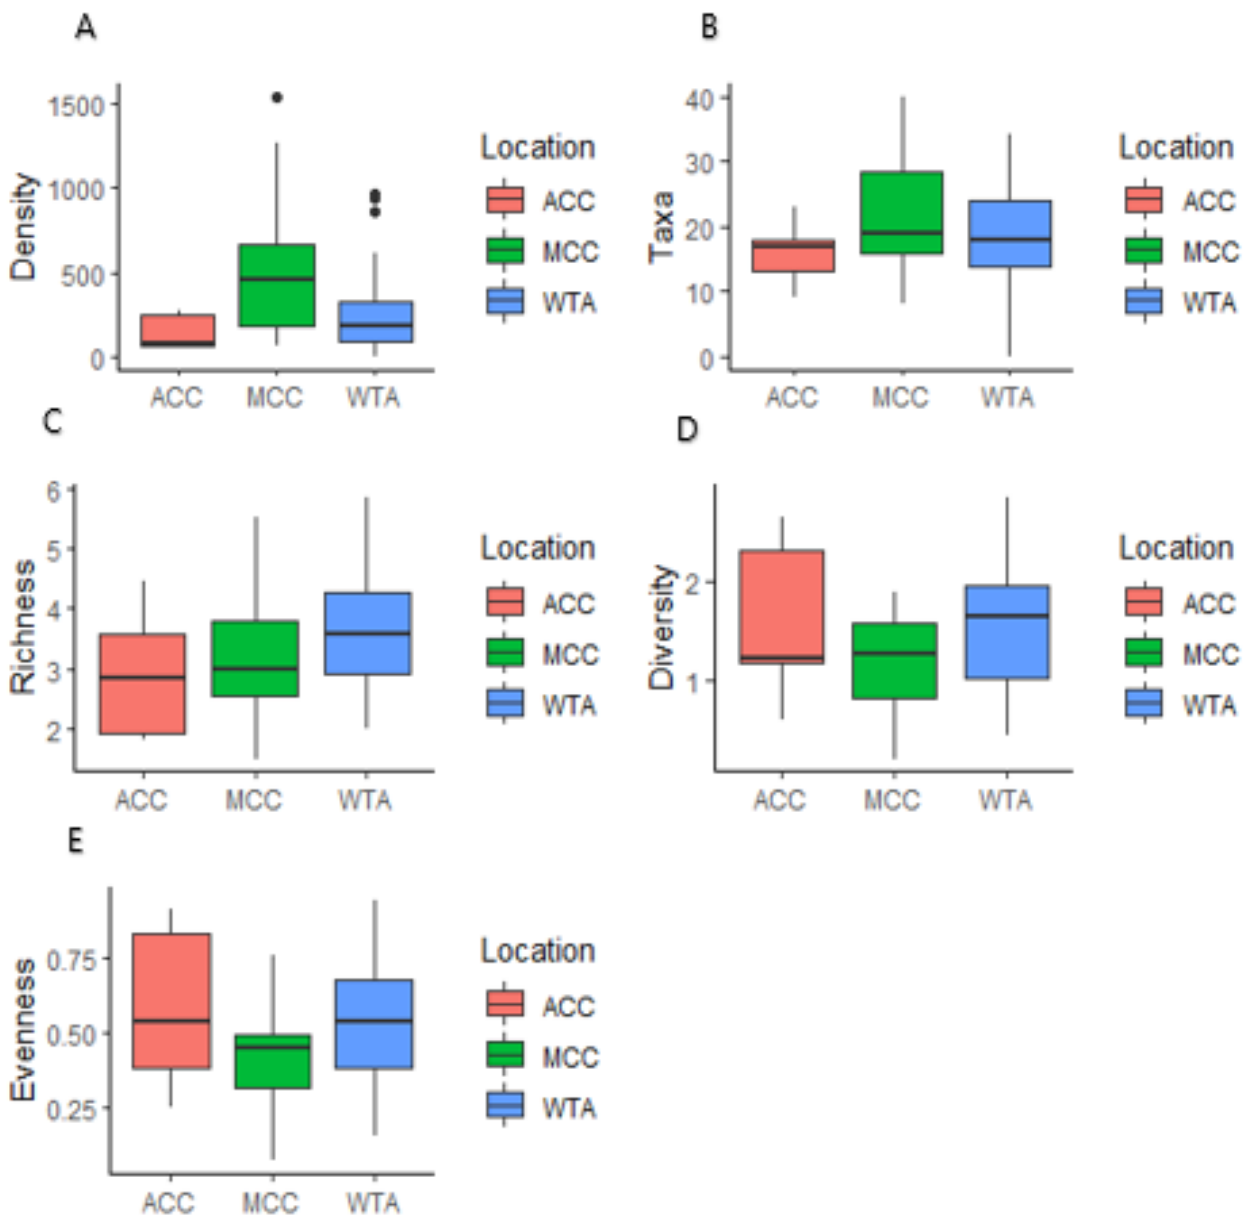 A
Density
1500
1000
500
0
ACC MCC WTA
Location
ACC
MCC
WTA
B
Taxa
40
30
20
10
0
ACC MCC WTA
Location
ACC
MCC
WTA
C
Richness
6
5
4
3
2
ACC MCC WTA
Location
ACC
MCC
WTA
D
Diversity
2
1
ACC MCC WTA
Location
ACC
MCC
WTA
E
Evenness
0.75
0.50
0.25
ACC MCC WTA
Location
ACC
MCC
WTA